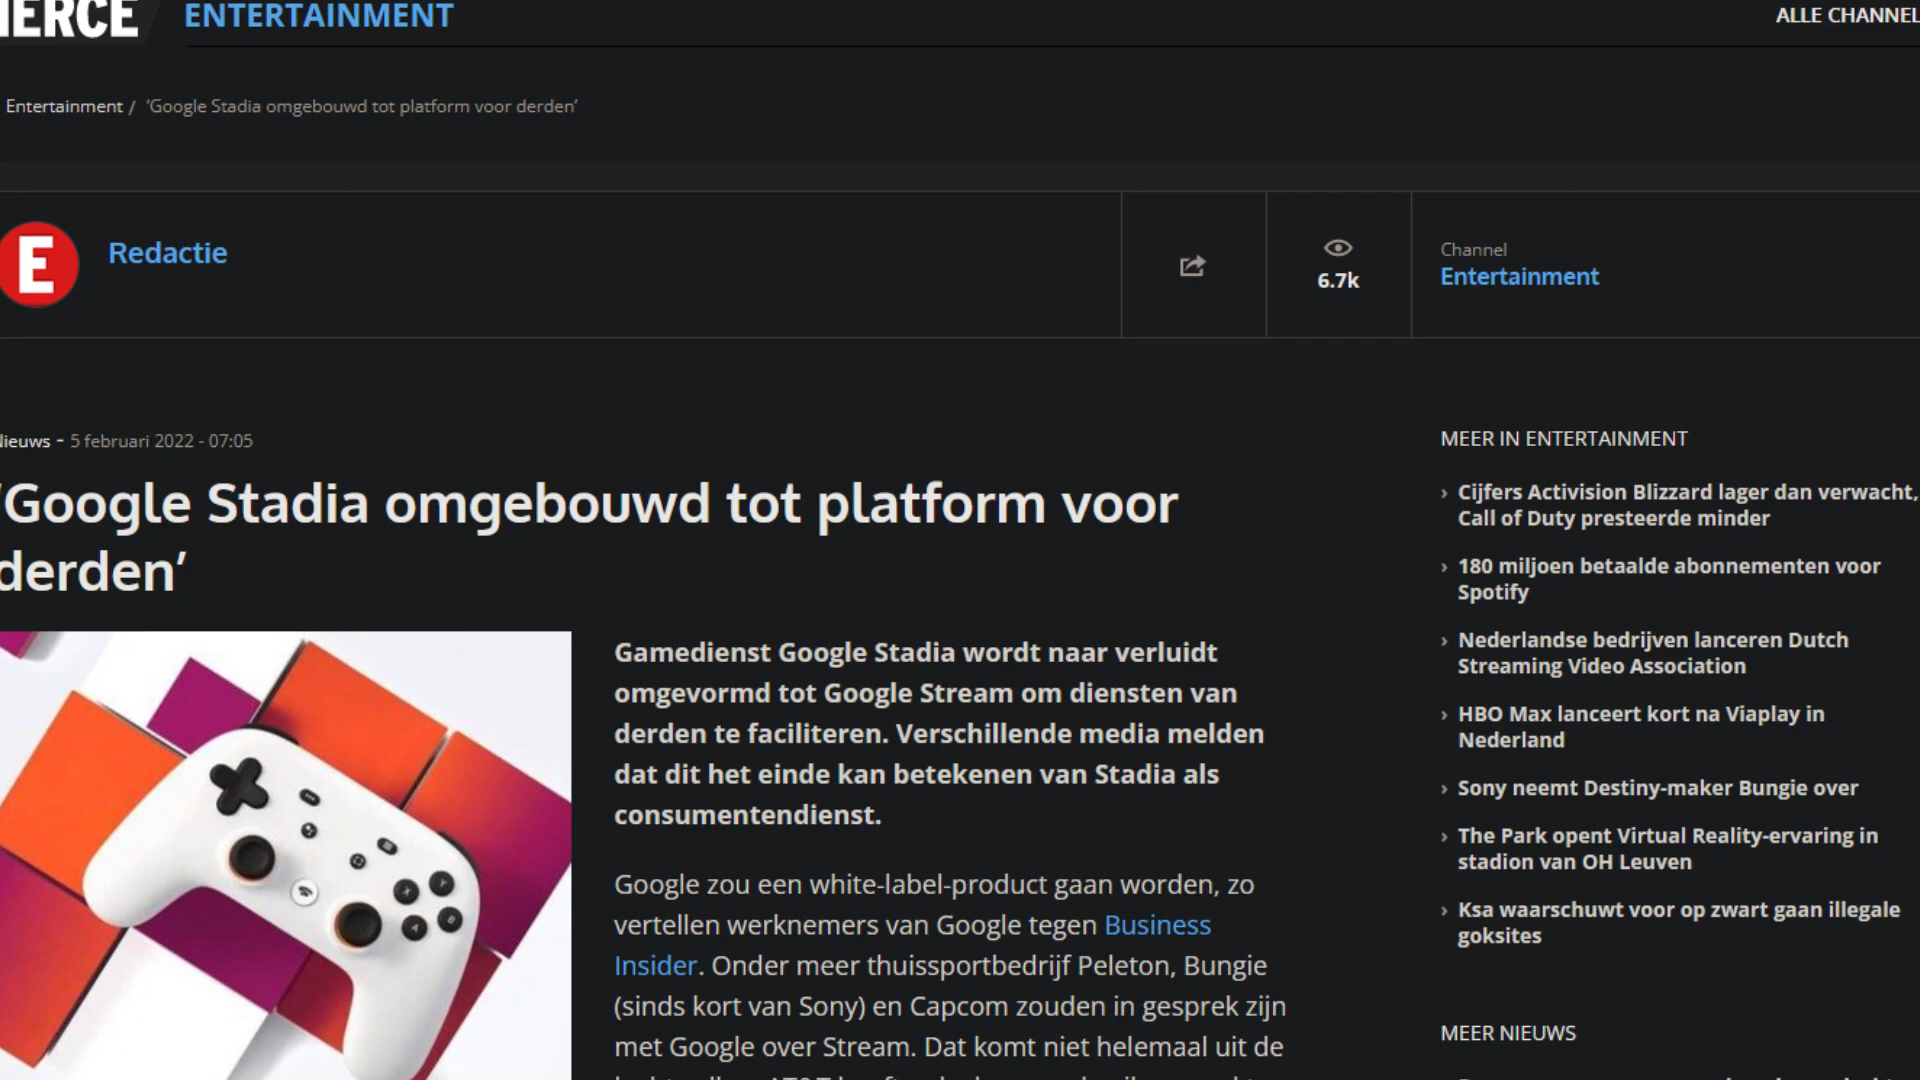 MERCE ENTERTAINMENT ALLE CHANNEL
Entertainment / ‘Google Stadia omgebouwd tot platform voor derden’
E Redactie
6.7k
Channel
Entertainment
Nieuws - 5 februari 2022 - 07:05
‘Google Stadia omgebouwd tot platform voor
derden’
Gamedienst Google Stadia wordt naar verluidt
omgevormd tot Google Stream om diensten van
derden te faciliteren. Verschillende media melden
dat dit het einde kan betekenen van Stadia als
consumentendienst.
Google zou een white-label-product gaan worden, zo
vertellen werknemers van Google tegen Business
Insider. Onder meer thuissportbedrijf Peleton, Bungie
(sinds kort van Sony) en Capcom zouden in gesprek zijn
met Google over Stream. Dat komt niet helemaal uit de
MEER IN ENTERTAINMENT
› Cijfers Activision Blizzard lager dan verwacht,
Call of Duty presteerde minder
› 180 miljoen betaalde abonnementen voor
Spotify
› Nederlandse bedrijven lanceren Dutch
Streaming Video Association
› HBO Max lanceert kort na Viaplay in
Nederland
› Sony neemt Destiny-maker Bungie over
› The Park opent Virtual Reality-ervaring in
stadion van OH Leuven
› Ksa waarschuwt voor op zwart gaan illegale
goksites
MEER NIEUWS